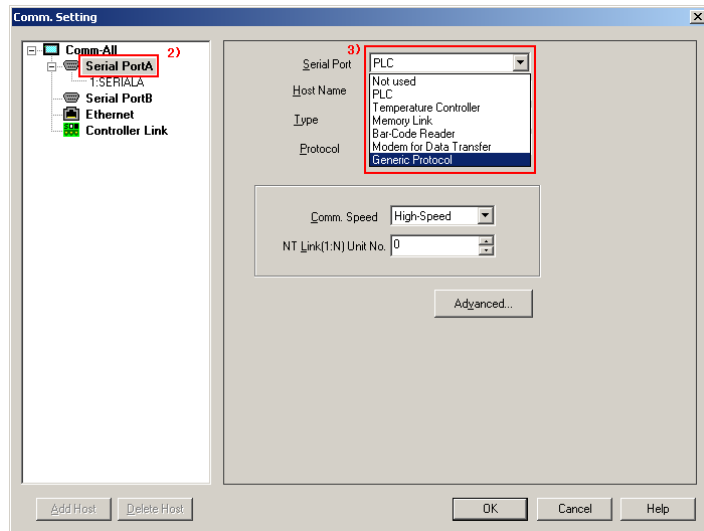 Comm. Setting
Comm-All
2)
Serial PortA
1:SERIALA
Serial PortB
Ethernet
Controller Link
3)
Serial Port PLC
Not used
Host Name PLC
Temperature Controller
Type Memory Link
Bar-Code Reader
Protocol Modem for Data Transfer
Generic Protocol
Comm. Speed High-Speed
NT Link(1:N) Unit No. 0
Advanced...
Add Host Delete Host OK Cancel Help